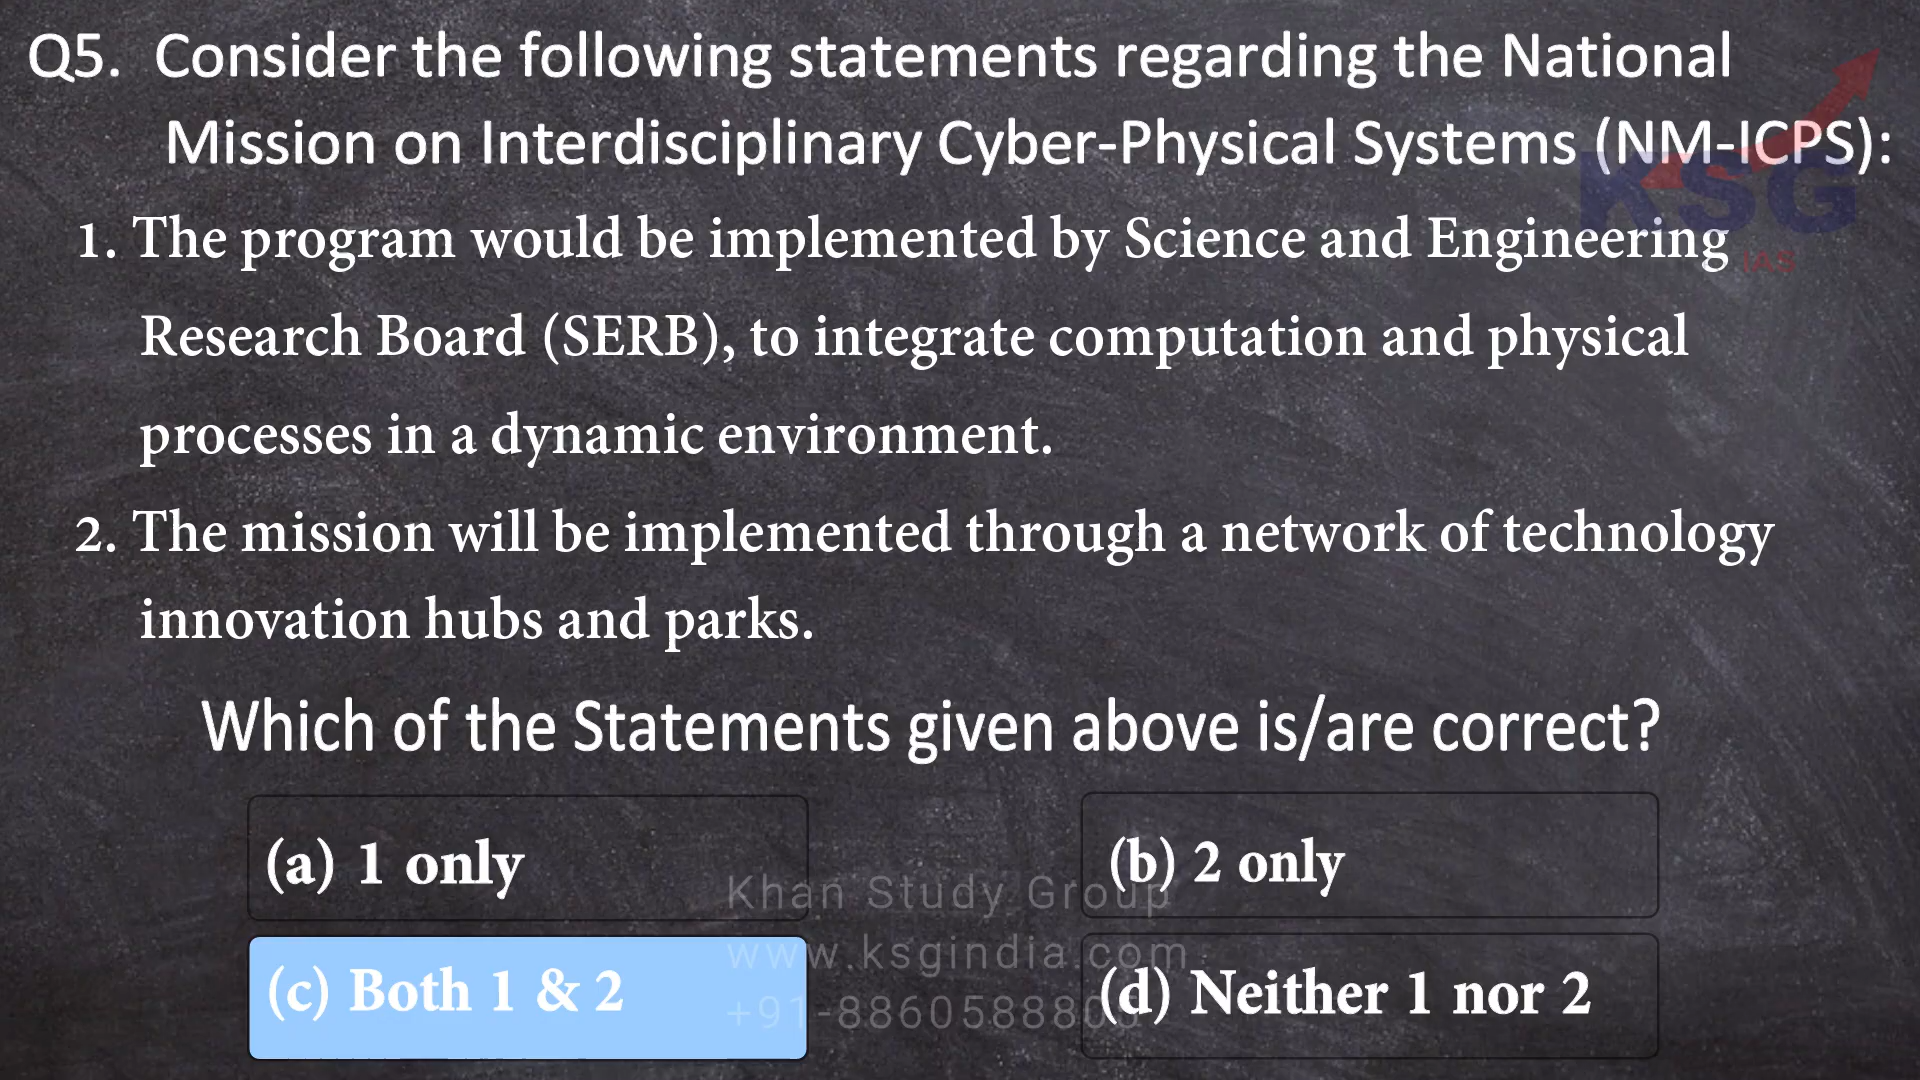 Q5. Consider the following statements regarding the National
Mission on Interdisciplinary Cyber-Physical Systems (NM-ICPS):
KSG
IAS
1. The program would be implemented by Science and Engineering
Research Board (SERB), to integrate computation and physical
processes in a dynamic environment.
2. The mission will be implemented through a network of technology
innovation hubs and parks.
Which of the Statements given above is/are correct?
(a) 1 only
(b) 2 only
(c) Both 1 & 2
(d) Neither 1 nor 2
Khan Study Group
www.ksgindia.com